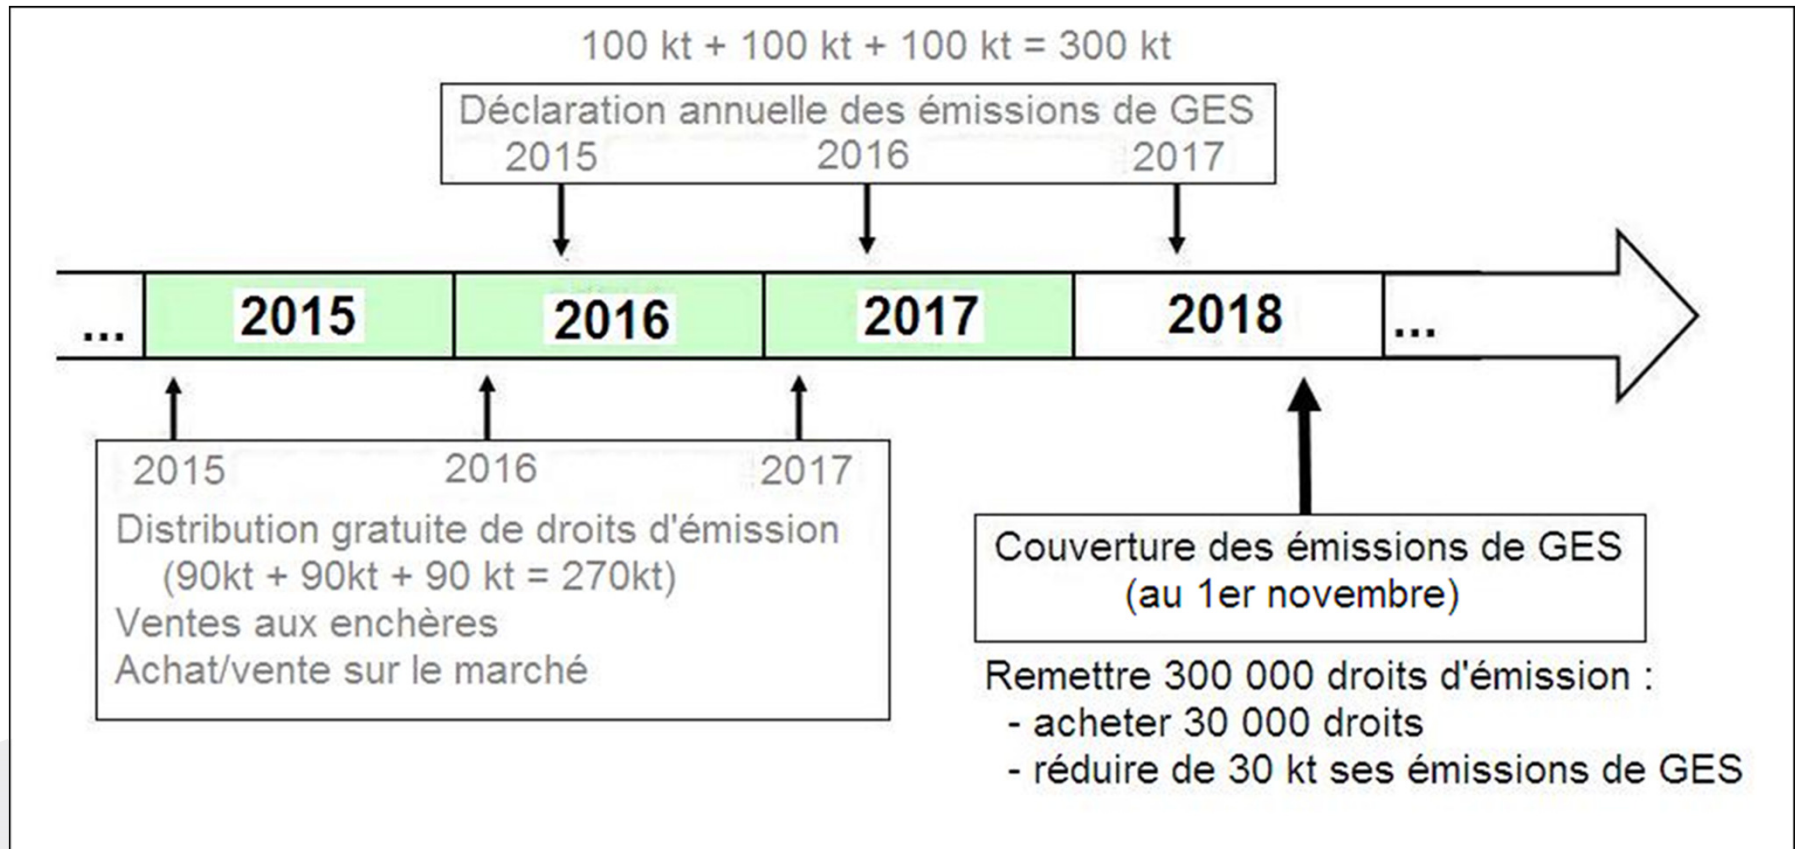 100 kt + 100 kt + 100 kt = 300 kt
Déclaration annuelle des émissions de GES
2015 2016 2017
... 2015 2016 2017 2018 ...
2015 2016 2017
Distribution gratuite de droits d'émission
(90kt + 90kt + 90 kt = 270kt)
Ventes aux enchères
Achat/vente sur le marché
Couverture des émissions de GES
(au 1er novembre)
Remettre 300 000 droits d'émission :
- acheter 30 000 droits
- réduire de 30 kt ses émissions de GES